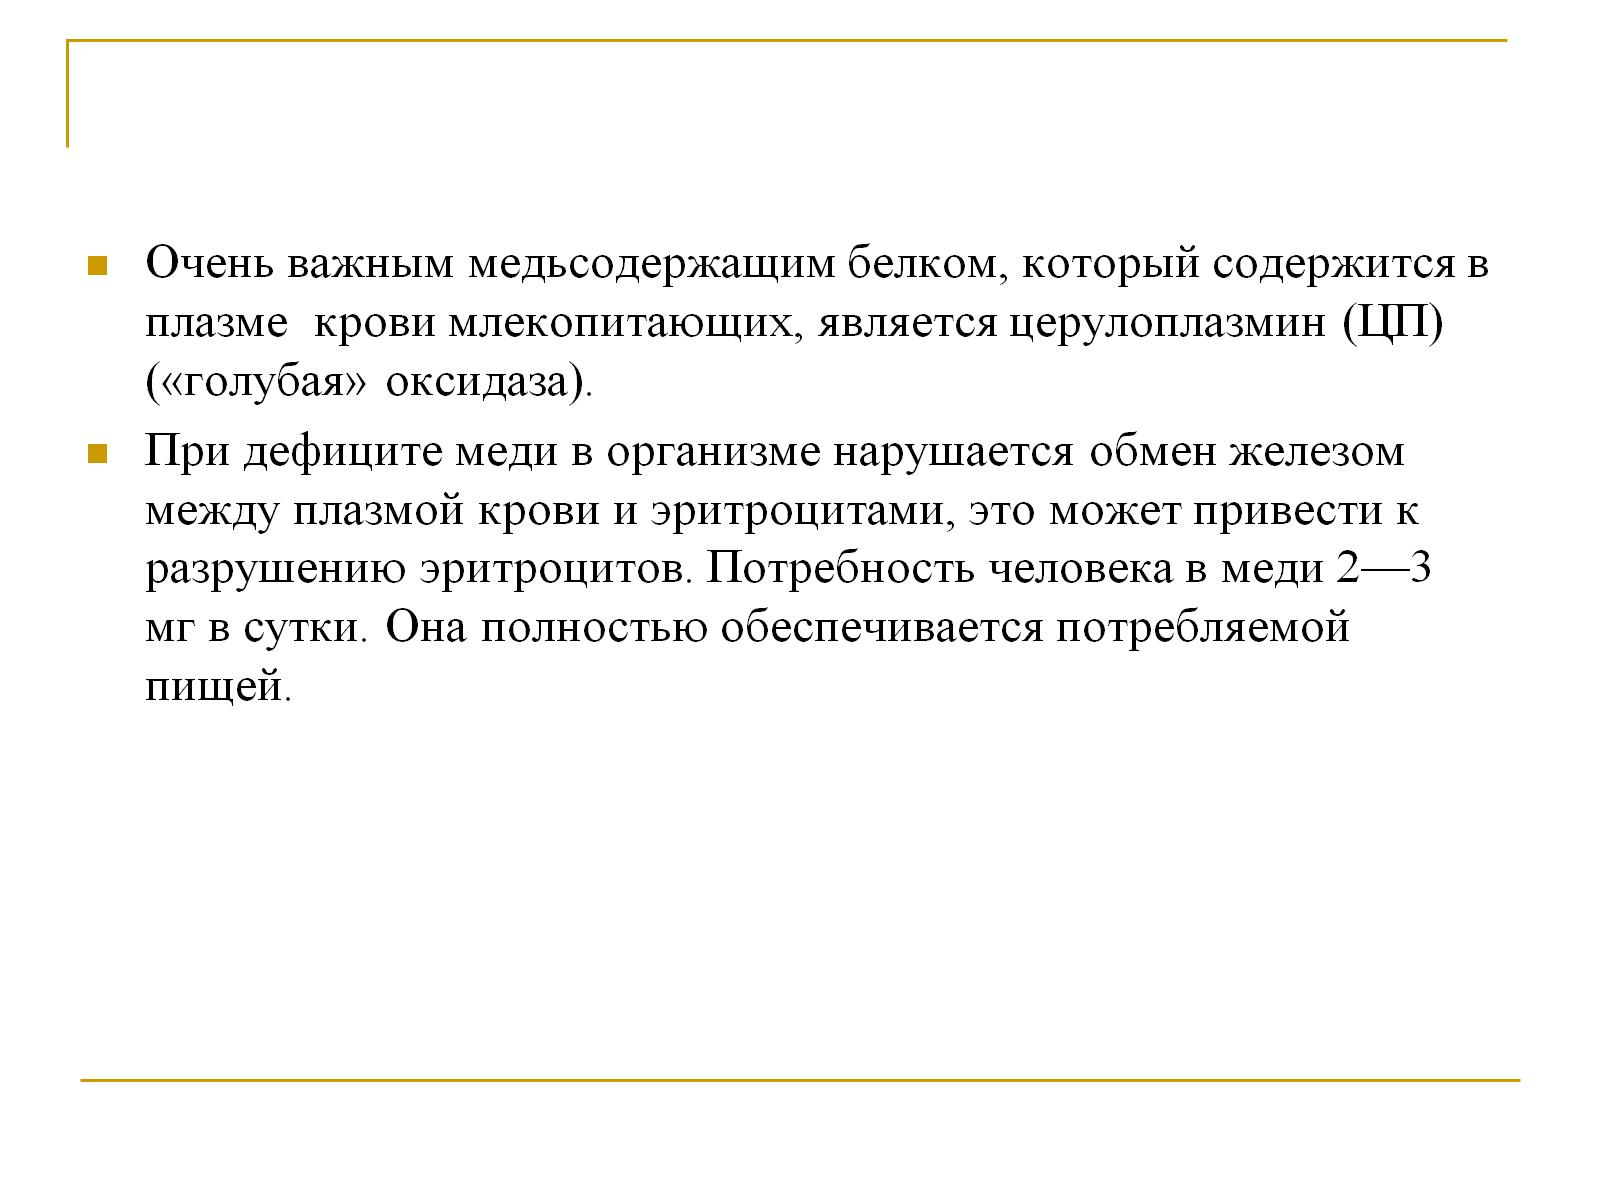 Очень важным медьсодержащим белком, который содержится в
плазме  крови млекопитающих, является церулоплазмин (ЦП)
(«голубая» оксидаза).
При дефиците меди в организме нарушается обмен железом
между плазмой крови и эритроцитами, это может привести к
разрушению эритроцитов. Потребность человека в меди 2—3
мг в сутки. Она полностью обеспечивается потребляемой
пищей.